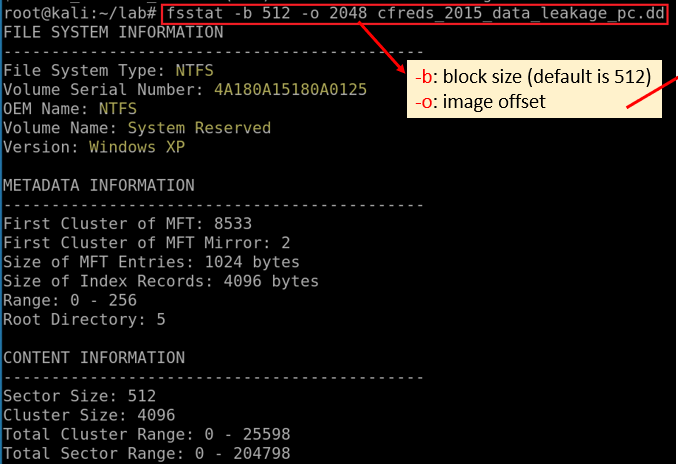 root@kali:~/lab# fsstat -b 512 -o 2048 cfreds_2015_data_leakage_pc.dd
FILE SYSTEM INFORMATION
--------------------------------------------
File System Type: NTFS
Volume Serial Number: 4A180A15180A0125
OEM Name: NTFS
Volume Name: System Reserved
Version: Windows XP
-b: block size (default is 512)
-o: image offset
METADATA INFORMATION
--------------------------------------------
First Cluster of MFT: 8533
First Cluster of MFT Mirror: 2
Size of MFT Entries: 1024 bytes
Size of Index Records: 4096 bytes
Range: 0 - 256
Root Directory: 5
CONTENT INFORMATION
--------------------------------------------
Sector Size: 512
Cluster Size: 4096
Total Cluster Range: 0 - 25598
Total Sector Range: 0 - 204798